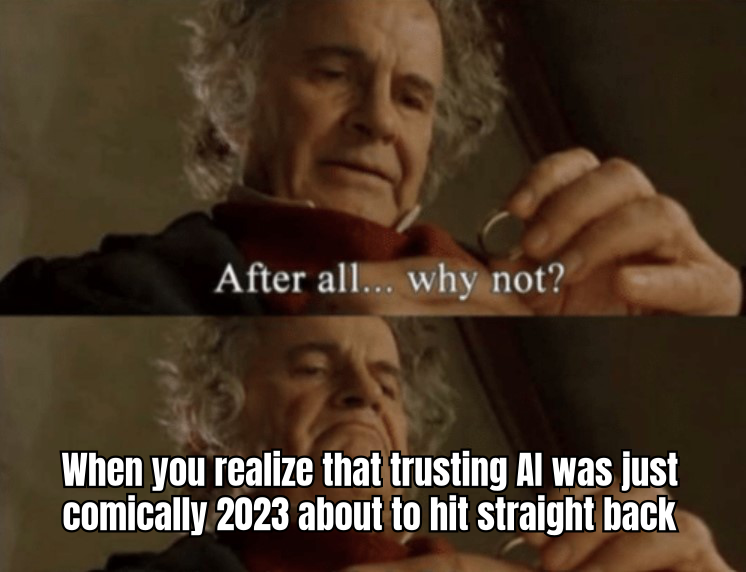 After all... why not?
When you realize that trusting AI was just
comically 2023 about to hit straight back